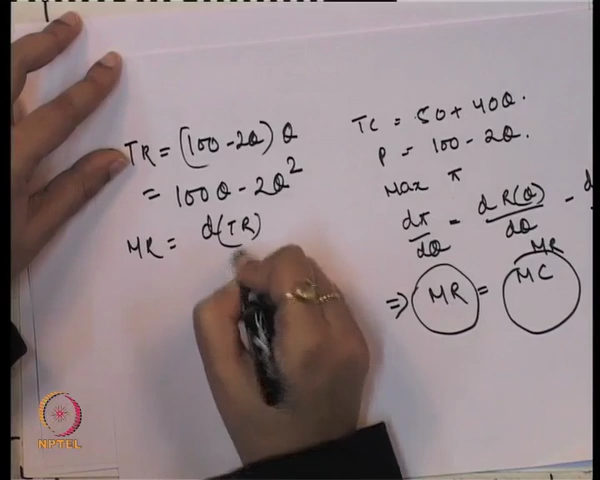 TR = (100 - 2Q) Q
= 100Q - 2Q²
MR = d(TR)
TC = 50 + 40Q.
P = 100 - 2Q.
Max π
dπ/dQ = dR(Q)/dQ - d
MR
⇒ MR = MC
NPTEL